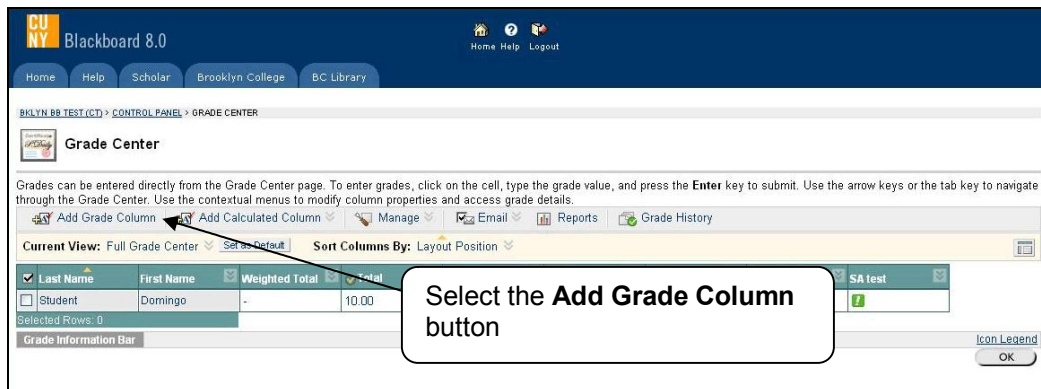 CU
NY Blackboard 8.0
Home Help Logout
Home Help Scholar Brooklyn College BC Library
BKLYN BB TEST (CT) > CONTROL PANEL > GRADE CENTER
Grade Center
Grades can be entered directly from the Grade Center page. To enter grades, click on the cell, type the grade value, and press the Enter key to submit. Use the arrow keys or the tab key to navigate
through the Grade Center. Use the contextual menus to modify column properties and access grade details.
Add Grade Column Add Calculated Column Manage Email Reports Grade History
Current View: Full Grade Center Set as Default Sort Columns By: Layout Position
Last Name First Name Weighted Total Total SA test
Student Domingo - 10.00
Selected Rows: 0
Select the Add Grade Column
button
Grade Information Bar Icon Legend
OK